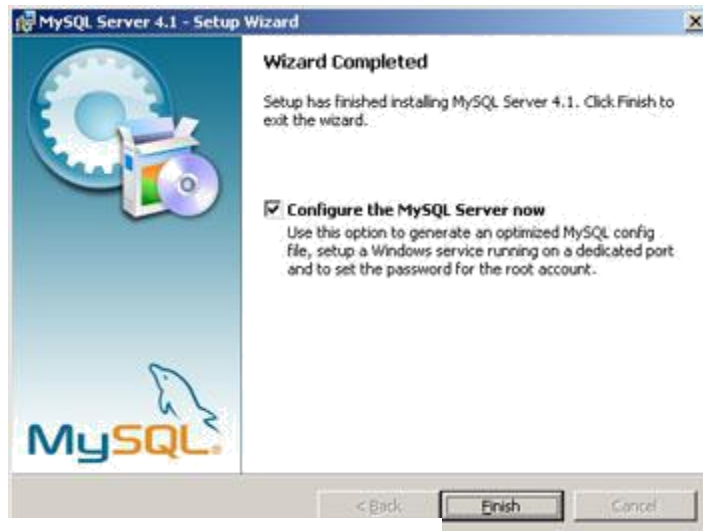 MySQL Server 4.1 - Setup Wizard
Wizard Completed
Setup has finished installing MySQL Server 4.1. Click Finish to
exit the wizard.
Configure the MySQL Server now
Use this option to generate an optimized MySQL config
file, setup a Windows service running on a dedicated port
and to set the password for the root account.
MySQL®
< Back
Finish
Cancel